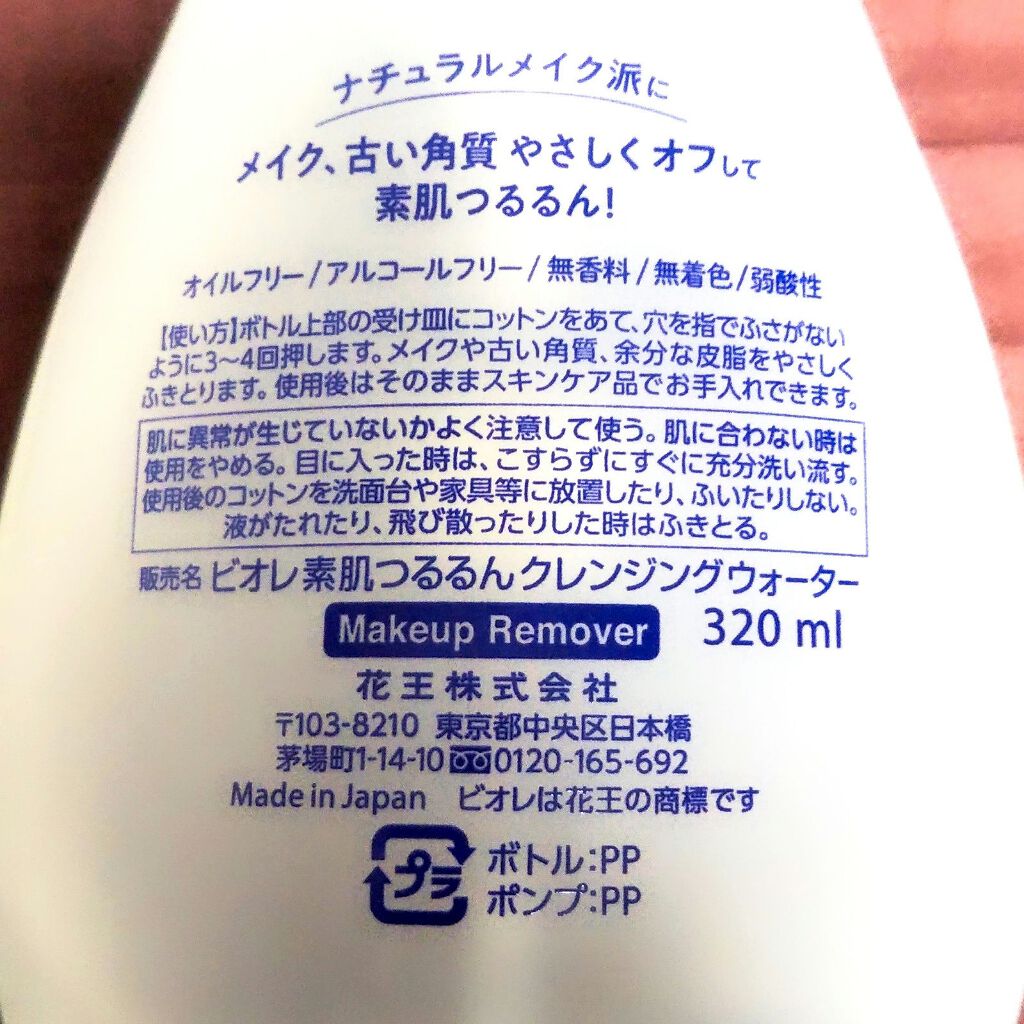 ナチュラルメイク派に
メイク、古い角質 やさしくオフして
素肌つるるん!
オイルフリー/アルコールフリー/無香料/無着色/弱酸性
【使い方】ボトル上部の受け皿にコットンをあて、穴を指でふさがない
ように3〜4回押します。メイクや古い角質、余分な皮脂をやさしく
ふきとります。使用後はそのままスキンケア品でお手入れできます。
肌に異常が生じていないかよく注意して使う。肌に合わない時は
使用をやめる。目に入った時は、こすらずにすぐに充分洗い流す。
使用後のコットンを洗面台や家具等に放置したり、ふいたりしない。
液がたれたり、飛び散ったりした時はふきとる。
販売名 ビオレ素肌つるるんクレンジングウォーター
Makeup Remover 320 ml
花王株式会社
〒103-8210 東京都中央区日本橋
茅場町1-14-10 0120-165-692
Made in Japan ビオレは花王の商標です
プラ ボトル:PP
ポンプ:PP